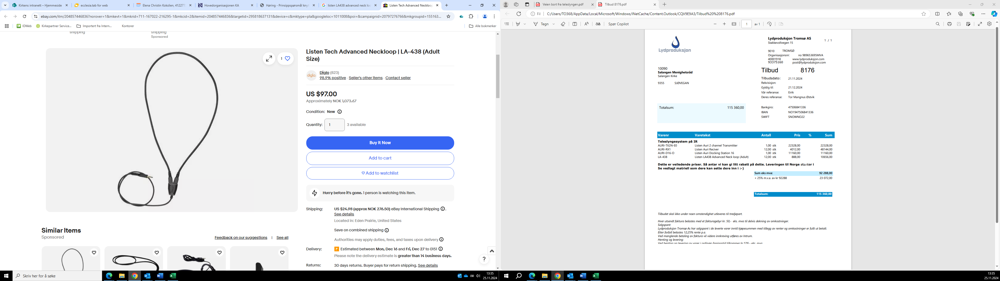 Kirkens intranett – Hjemmeside
ecclesia.tab for web
Elena Christin Kokslien, 412277
Hovedorganisasjonen KA
Høring - Prinsippspørsmål knyt
listen LA438 advanced neck loo
Listen Tech Advanced Neckloop
ebay.com/itm/204857446836?norover=1&mkevt=1&mkrid=711-167022-216295-1&mkcid=2&itemid=204857446836&targetid=295818637131&device=c&mktype=pla&googleloc=1011008&poi=&campaignid=20797276766&mkgroupid=155163...
IDWeb
Kirkepartner Service...
Importert fra Intern...
Kontorer
Alle bokmerker
shipping
shipping
Sponsored
1
Listen Tech Advanced Neckloop | LA-438 (Adult
Size)
diglo
Diglo (823)
98.9% positive · Seller's other items · Contact seller
US $97.00
Approximately NOK 1,073.67
Condition: New
Quantity: 1 3 available
Buy It Now
Add to cart
Add to watchlist
Hurry before it's gone. 1 person is watching this item.
Shipping: US $24.98 (approx NOK 276.50) eBay International Shipping .
See details
Located in: Eden Prairie, United States
Save on combined shipping
Authorities may apply duties, fees, and taxes upon delivery
Delivery: Estimated between Mon, Dec 16 and Fri, Dec 27 to 0151
Please note the delivery estimate is greater than 14 business days.
Returns: 30 days returns. Buyer pays for return shipping. See details
Similar Items
Sponsored
Feedback on our suggestions | See all
?
Skriv her for å søke
13:35
25.11.2024
Veien bort fra teleslyngen.pdf
Tilbud 8176.pdf
Fil
C:/Users/TO368/AppData/Local/Microsoft/Windows/INetCache/Content.Outlook/CQV9E9A3/Tilbud%20%208176.pdf
Tegn
Spør Copilot
1 av 1
Lydproduksjon
Lydproduksjon Tromsø AS
1 / 1
Stakkevollvegen 15
9010 TROMSØ
Organisasjonsnr: no 989653695MVA
40001918 www.lydproduksjon.com
93375160 post@lydproduksjon.com
10090
Salangen Menighetsråd
Salangen Kirke
9355 SJØVEGAN
Tilbud 8176
Tilbudsdato: 21.11.2024
Rekvisisjon:
Gyldig til: 21.12.2024
Vår referanse: Eirik
Deres referanse: Tor Mangnus Østvik
Totalsum: 115 360,00
Bankgiro: 47506841336
IBAN NO1947506841336
SWIFT SNOWNO22
Varenr Varetekst Antall Pris % Sum
Teleslyngesystem på IR
AURI-TX2N-E0 Listen Auri 2 channel Transmitter 1,00 stk 22328,00 22328,00
AURI-RX1 Listen Auri Reciver 12,00 stk 4012,00 48144,00
AURI-D16-O Listen Auri Docking Station 16 1,00 stk 11160,00 11160,00
LA-438 Listen LA438 Advanced Neck loop (Adult) 12,00 stk 888,00 10656,00
Dette er veiledende priser. Så antar vi kan gi litt rabatt på dette. Leveringen til Norge starter i
Se vedlagt matriell som dere kan sette dere inn i :-)
Sum eks mva: 92 288,00
+ 25% m.v.a. av kr 92288 23 072,00
Totalsum: 115 360,00
Tilbudet skal ikke under noen omstendighet utleveres til tredjepart.
Hver utsendt faktura belastes med et fakturagebyr kr. 50,- eks. mva til delvis dekning av omkostninger.
Salgspant:
Lydproduksjon Tromsø As har salgspant i de leverte varer inntil kjøpesummen med tillegg av renter og omkostninger er fullt ut betalt.
Etter forfall belastes 12,25% rente p.a.
Ved manglende betaling av faktura vil videre innkreving utføres av Intrum.
Henting og levering:
Ved henting og levering av varer i ordinær åpningstid tilkommer kr 576,- eks. mva
13:35
25.11.2024